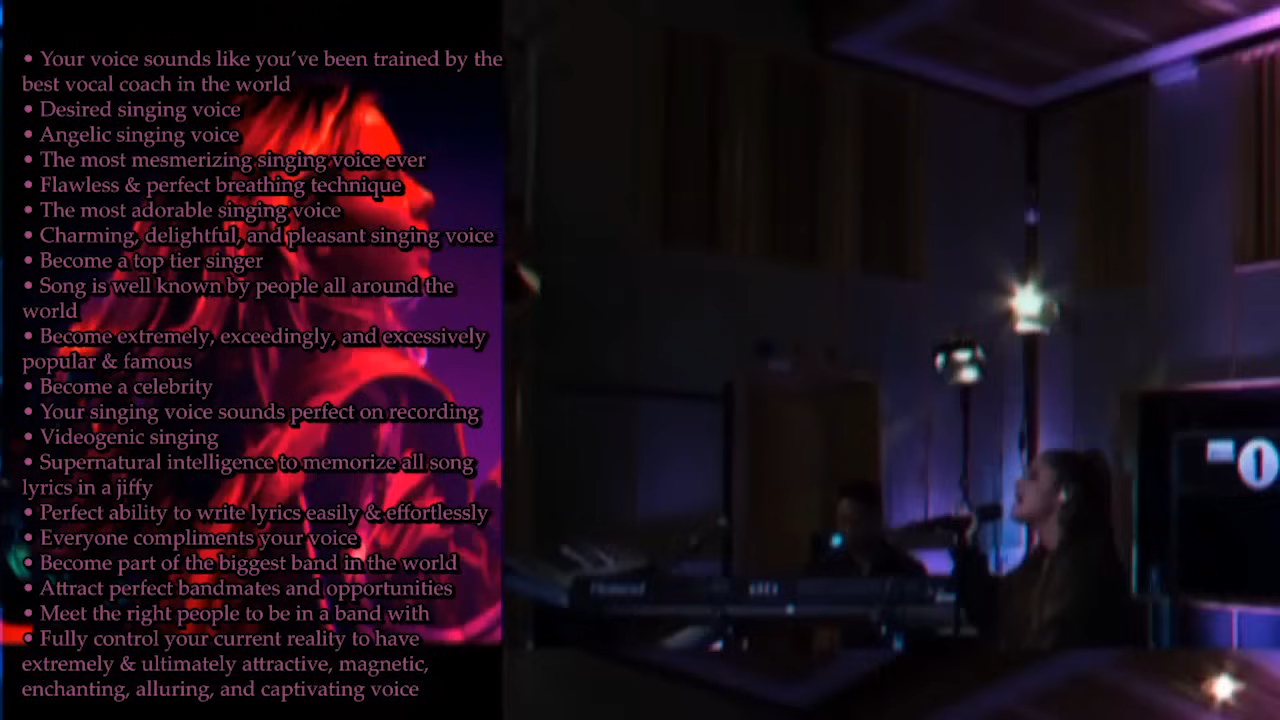 • Your voice sounds like you’ve been trained by the
best vocal coach in the world
• Desired singing voice
• Angelic singing voice
• The most mesmerizing singing voice ever
• Flawless & perfect breathing technique
• The most adorable singing voice
• Charming, delightful, and pleasant singing voice
• Become a top tier singer
• Song is well known by people all around the
world
• Become extremely, exceedingly, and excessively
popular & famous
• Become a celebrity
• Your singing voice sounds perfect on recording
• Videogenic singing
• Supernatural intelligence to memorize all song
lyrics in a jiffy
• Perfect ability to write lyrics easily & effortlessly
• Everyone compliments your voice
• Become part of the biggest band in the world
• Attract perfect bandmates and opportunities
• Meet the right people to be in a band with
• Fully control your current reality to have
extremely & ultimately attractive, magnetic,
enchanting, alluring, and captivating voice
Roland
1